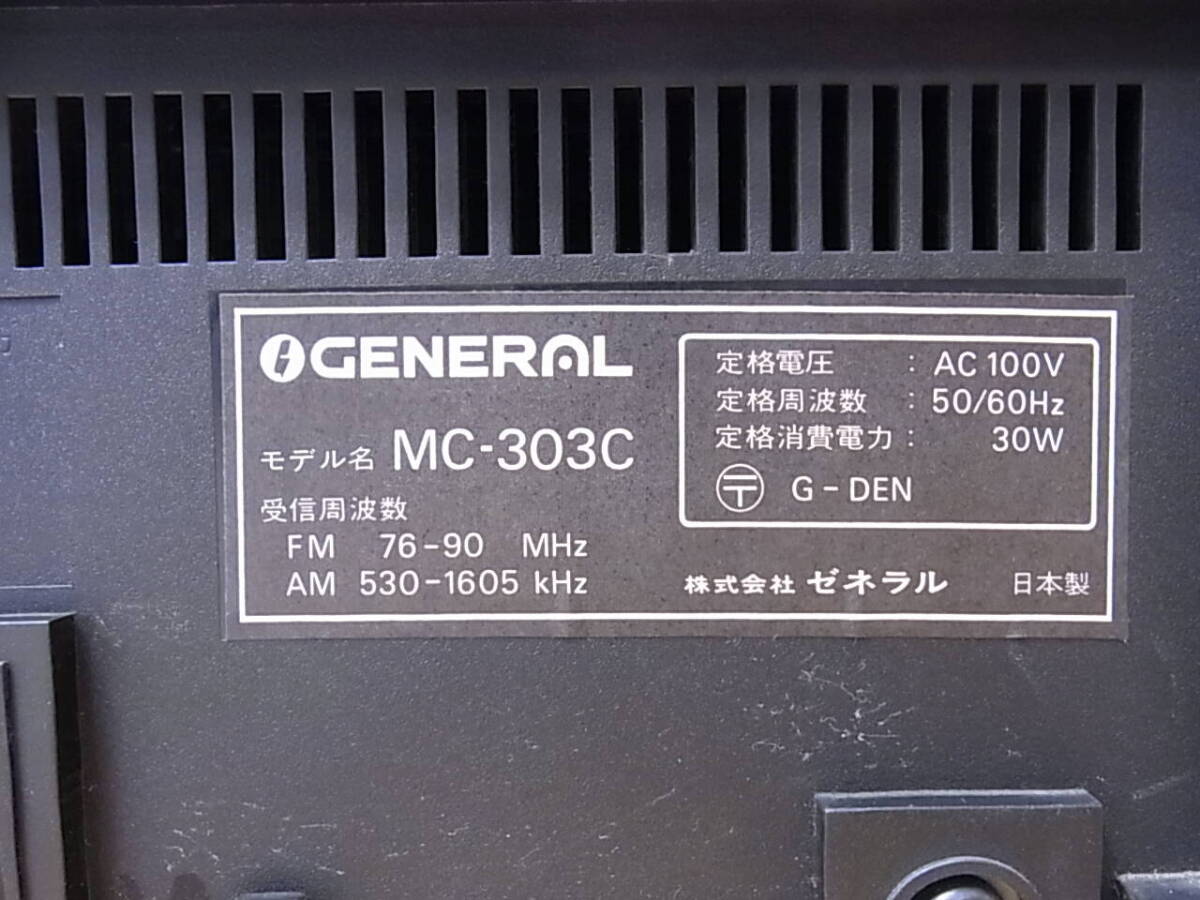 GENERAL
モデル名 MC-303C
受信周波数
FM 76-90 MHz
AM 530-1605 kHz
定格電圧 : AC 100V
定格周波数 : 50/60Hz
定格消費電力 : 30W
〒 G-DEN
株式会社 ゼネラル 日本製